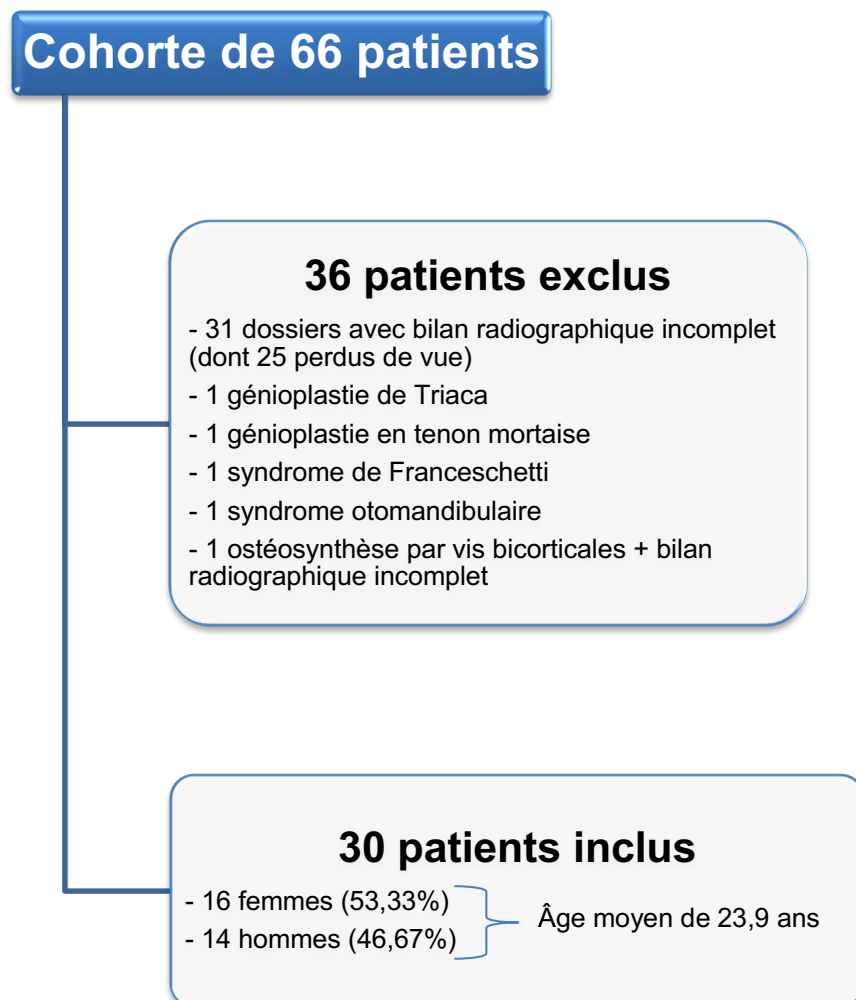 Cohorte de 66 patients
36 patients exclus
- 31 dossiers avec bilan radiographique incomplet
(dont 25 perdus de vue)
- 1 génioplastie de Triaca
- 1 génioplastie en tenon mortaise
- 1 syndrome de Franceschetti
- 1 syndrome otomandibulaire
- 1 ostéosynthèse par vis bicorticales + bilan
radiographique incomplet
30 patients inclus
- 16 femmes (53,33%)
- 14 hommes (46,67%)
Âge moyen de 23,9 ans